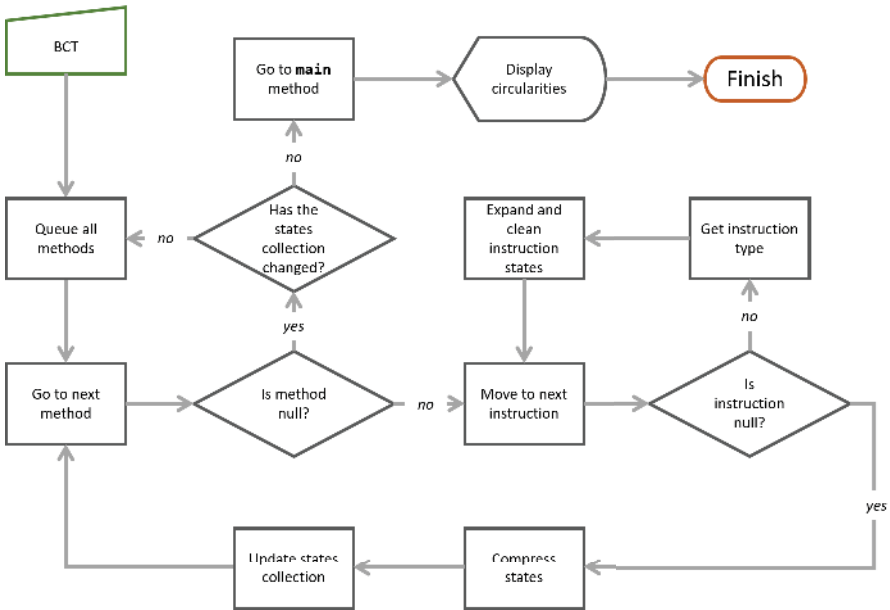 BCT
Go to main
method
Display
circularities
Finish
no
Queue all
methods
no
Has the
states
collection
changed?
Expand and
clean
instruction
states
Get instruction
type
yes
no
Go to next
method
Is method
null?
no
Move to next
instruction
Is
instruction
null?
yes
Update states
collection
Compress
states